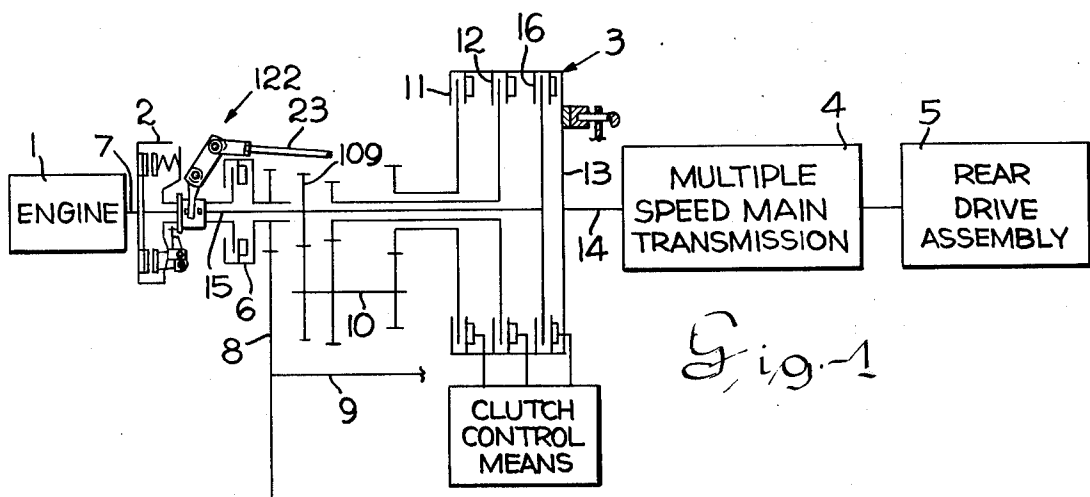 122
2
23
7
1
ENGINE
109
15
6
8
10
9
12
16
3
11
13
14
4
MULTIPLE
SPEED MAIN
TRANSMISSION
5
REAR
DRIVE
ASSEMBLY
CLUTCH
CONTROL
MEANS
Fig-1